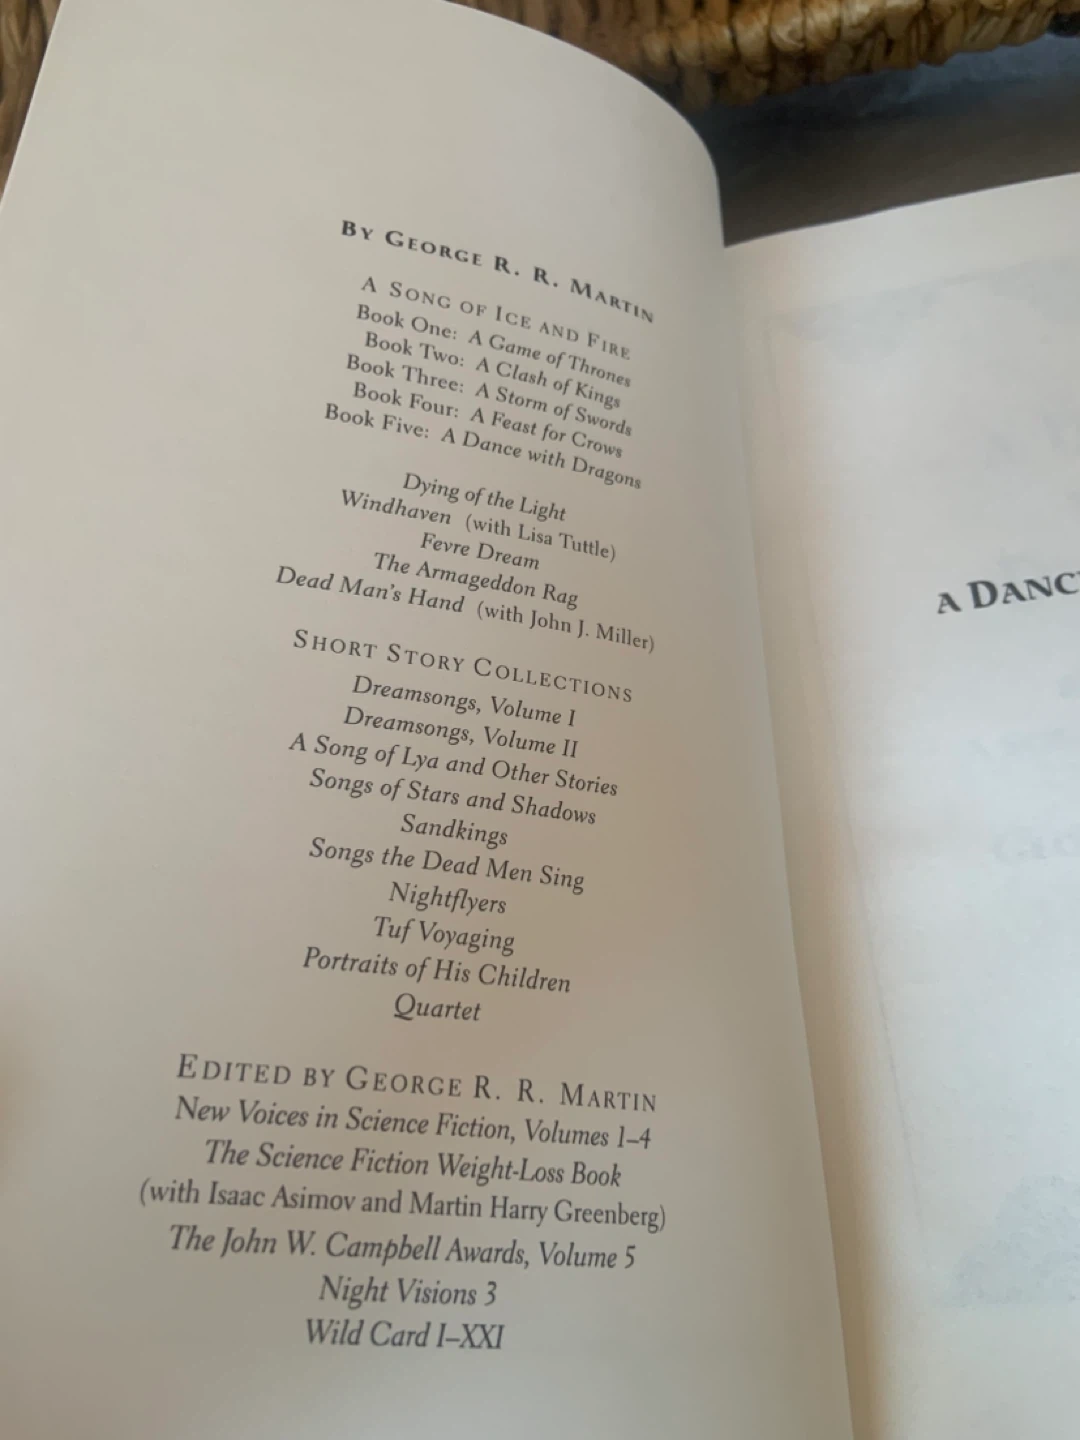 BY GEORGE R. R. MARTIN
A SONG OF ICE AND FIRE
Book One: A Game of Thrones
Book Two: A Clash of Kings
Book Three: A Storm of Swords
Book Four: A Feast for Crows
Book Five: A Dance with Dragons
Dying of the Light
Windhaven (with Lisa Tuttle)
Fevre Dream
The Armageddon Rag
Dead Man's Hand (with John J. Miller)
SHORT STORY COLLECTIONS
Dreamsongs, Volume I
Dreamsongs, Volume II
A Song of Lya and Other Stories
Songs of Stars and Shadows
Sandkings
Songs the Dead Men Sing
Nightflyers
Tuf Voyaging
Portraits of His Children
Quartet
EDITED BY GEORGE R. R. MARTIN
New Voices in Science Fiction, Volumes 1–4
The Science Fiction Weight-Loss Book
(with Isaac Asimov and Martin Harry Greenberg)
The John W. Campbell Awards, Volume 5
Night Visions 3
Wild Card I–XXI
A DANC